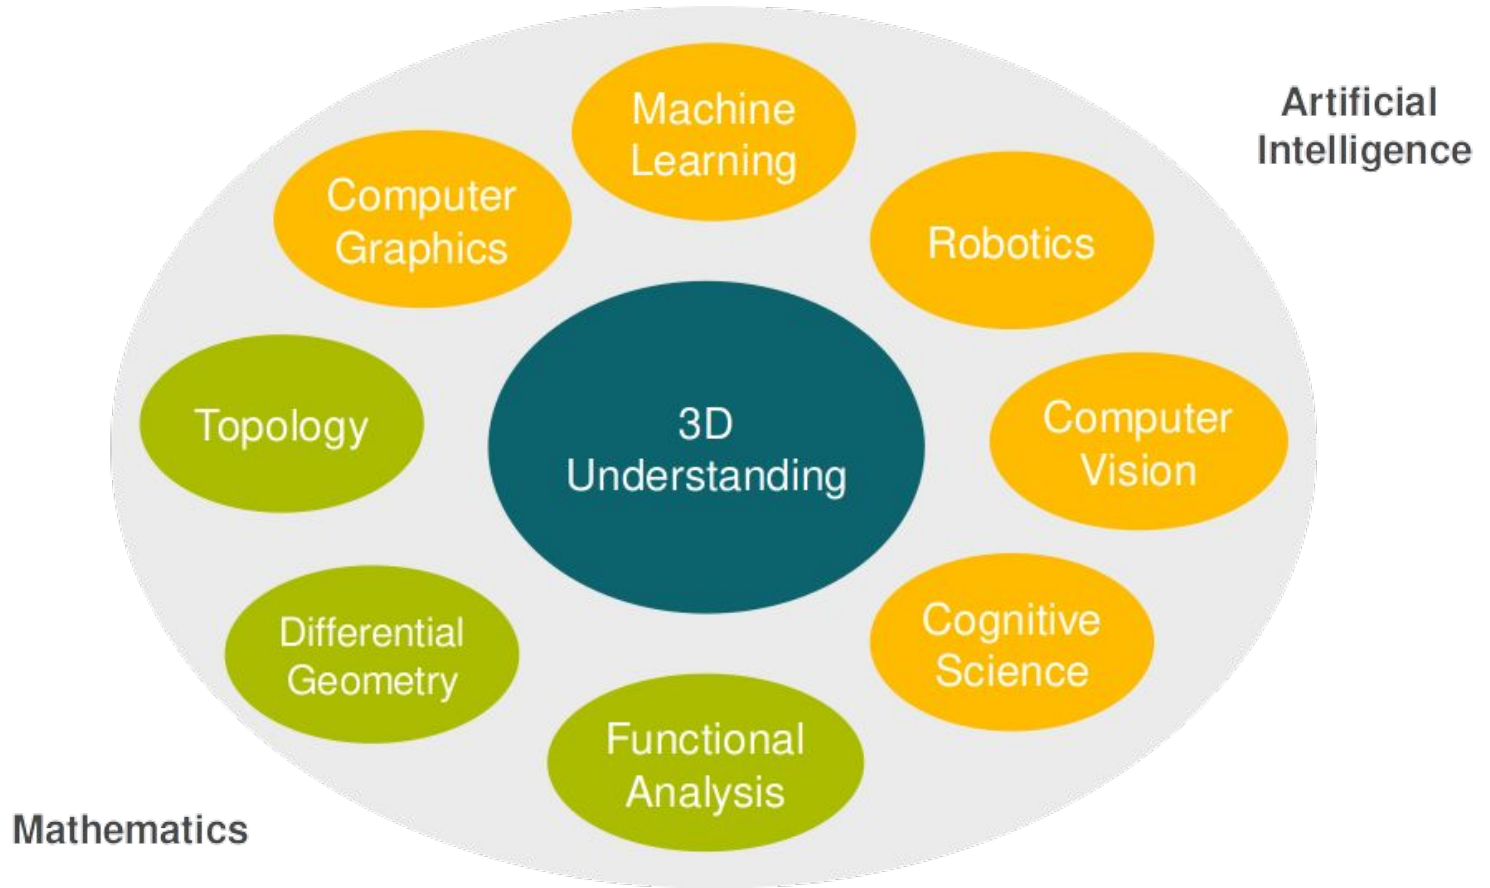 Machine
Learning
Artificial
Intelligence
Computer
Graphics
Robotics
Topology
3D
Understanding
Computer
Vision
Differential
Geometry
Cognitive
Science
Functional
Analysis
Mathematics